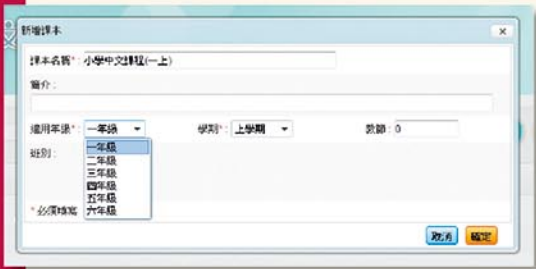 新增課本
課本名稱*: 小學中文課程(一上)
簡介:
適用年級*: 一年級 學期*: 上學期 教節: 0
班別:
一年級
二年級
三年級
四年級
五年級
六年級
*必須填寫
取消 確定